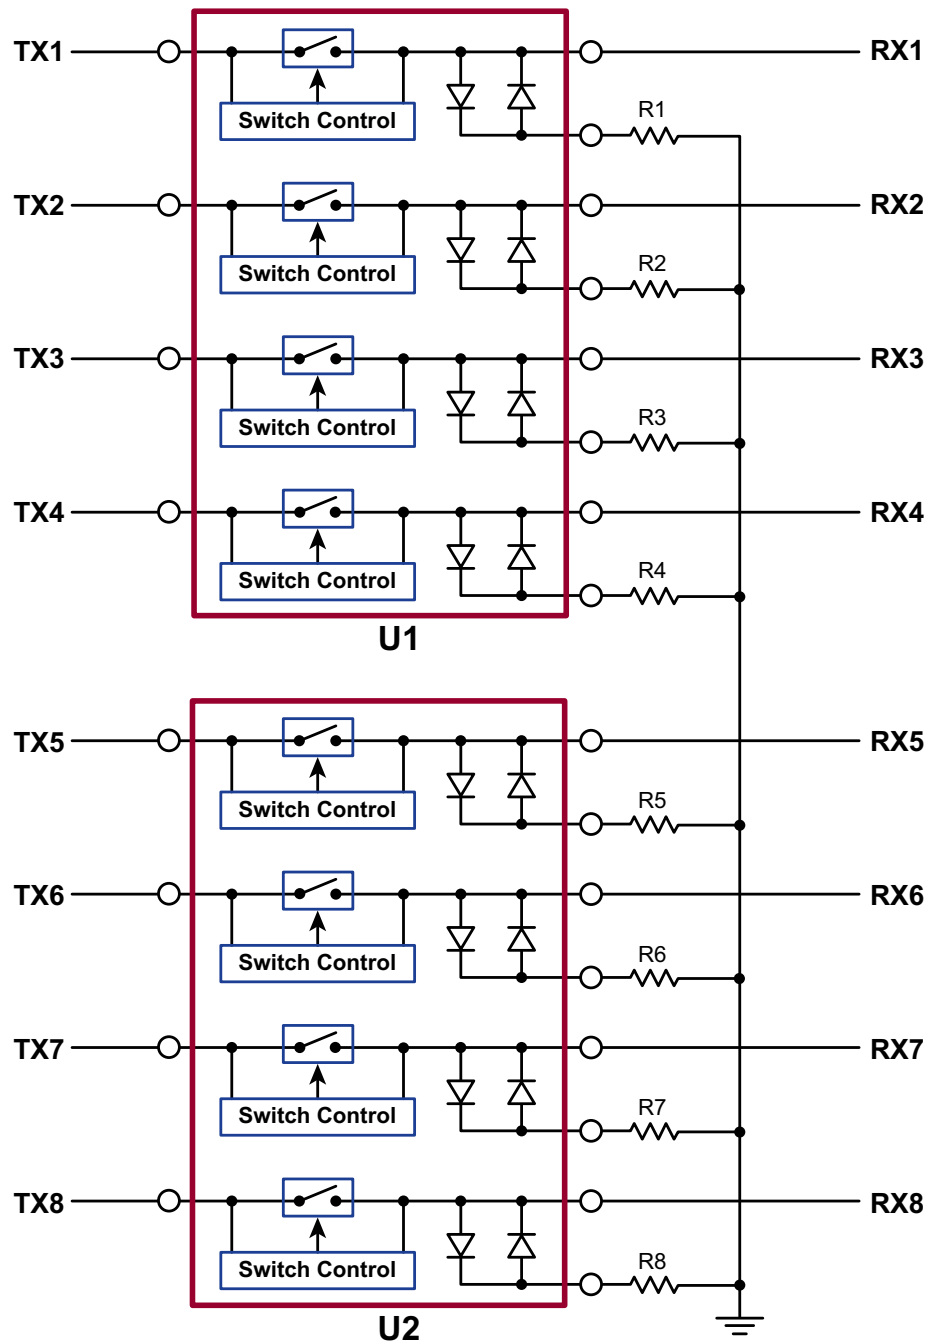 TX1
RX1
Switch Control
R1
TX2
RX2
Switch Control
R2
TX3
RX3
Switch Control
R3
TX4
RX4
Switch Control
R4
U1
TX5
RX5
Switch Control
R5
TX6
RX6
Switch Control
R6
TX7
RX7
Switch Control
R7
TX8
RX8
Switch Control
R8
U2